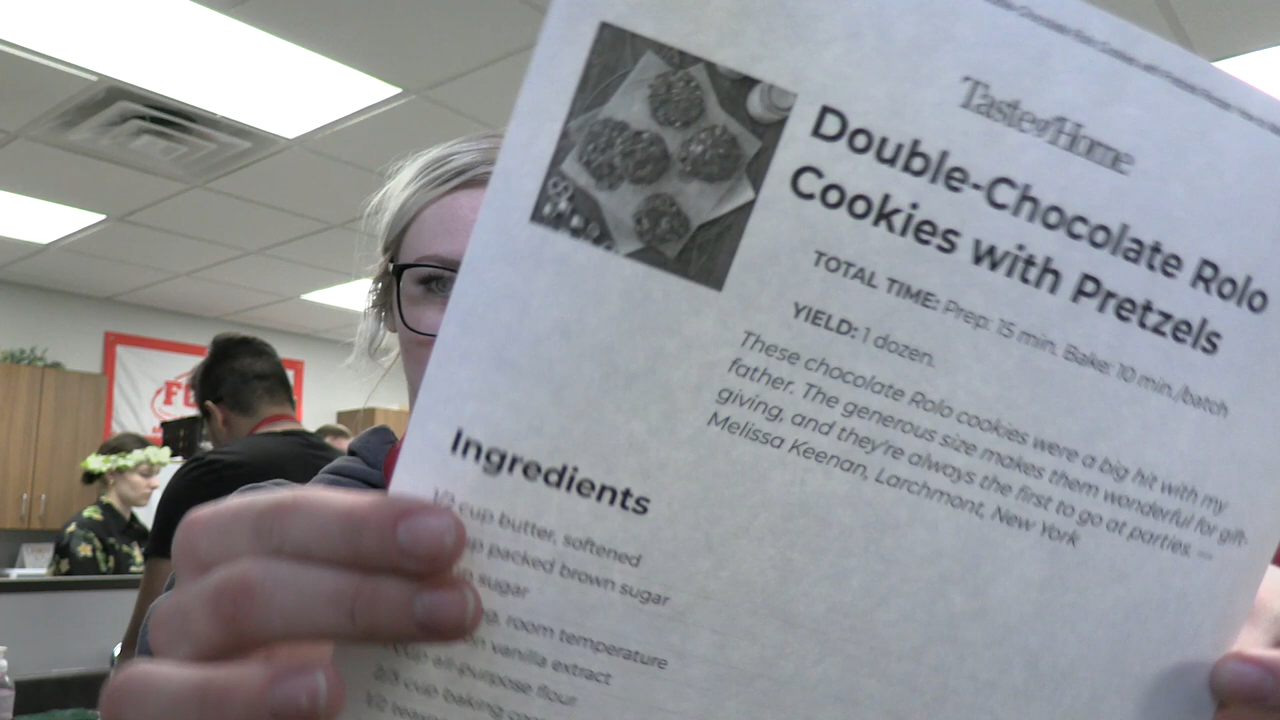 Taste of Home
Double-Chocolate Rolo
Cookies with Pretzels
TOTAL TIME: Prep: 15 min. Bake: 10 min./batch
YIELD: 1 dozen.
These chocolate Rolo cookies were a big hit with my
father. The generous size makes them wonderful for gift-
giving, and they're always the first to go at parties. —
Melissa Keenan, Larchmont, New York
Ingredients
1/2 cup butter, softened
packed brown sugar
sugar
room temperature
vanilla extract
all-purpose flour
cup baking
1/2